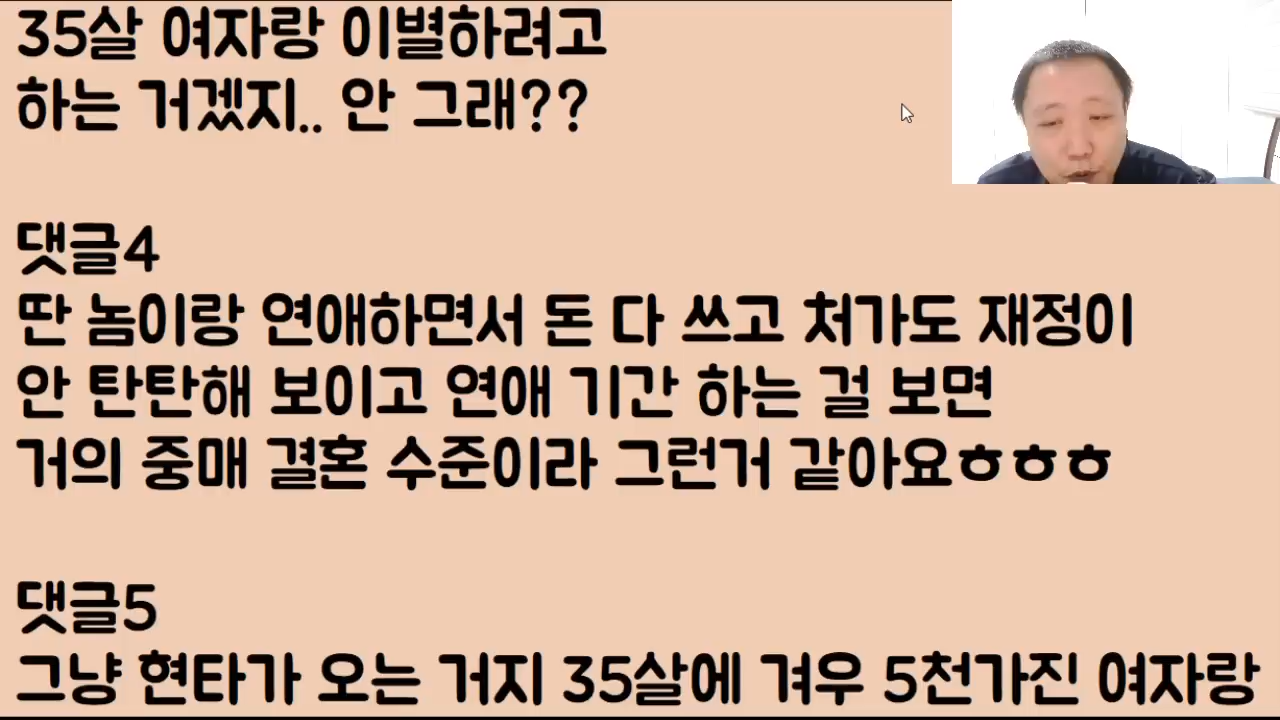 35살 여자랑 이별하려고
하는 거겠지.. 안 그래??
댓글4
딴 놈이랑 연애하면서 돈 다 쓰고 처가도 재정이
안 탄탄해 보이고 연애 기간 하는 걸 보면
거의 중매 결혼 수준이라 그런거 같아요ㅎㅎㅎ
댓글5
그냥 현타가 오는 거지 35살에 겨우 5천가진 여자랑